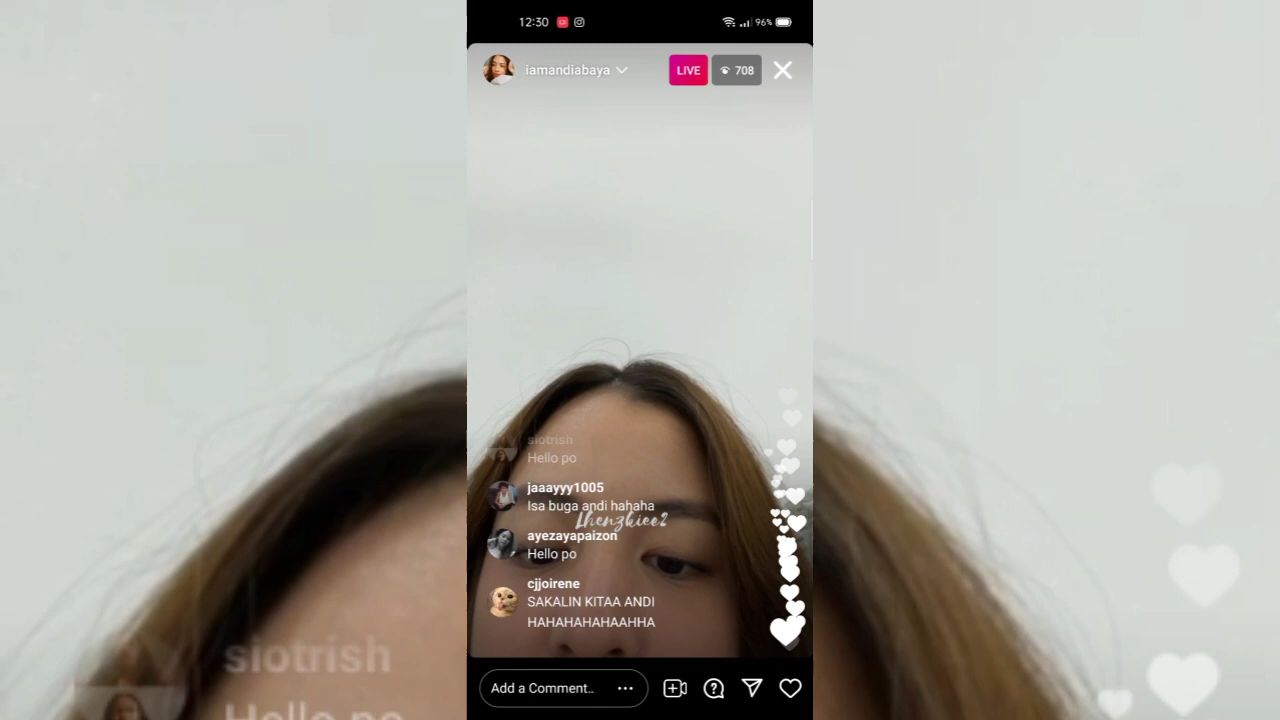 12:30
96%
iamandiabaya
LIVE
708
siotrish
Hello po
jaaayyy1005
Isa buga andi hahaha
Lhenzkiee2
ayezayapaizon
Hello po
cjjoirene
SAKALIN KITAA ANDI
HAHAHAHAHAAHHA
Add a Comment..
siotrish
Hello po